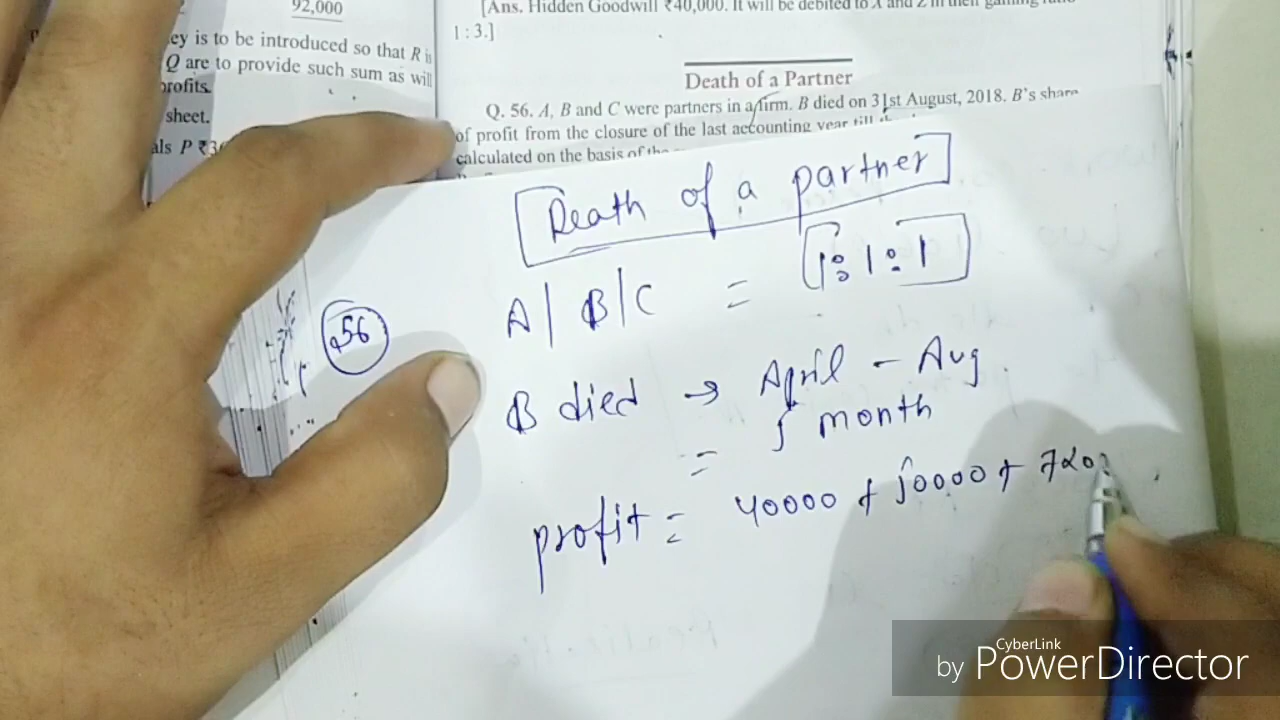 92,000
ey is to be introduced so that R is
Q are to provide such sum as will
profits.
sheet.
als P ₹3
[Ans. Hidden Goodwill ₹40,000. It will be debited to A and Z in their gaining ratio
1 : 3.]
Death of a Partner
Q. 56. A, B and C were partners in a firm. B died on 31st August, 2018. B's share
of profit from the closure of the last accounting year till
calculated on the basis of the
Death of a partner
A | B | C = 1:1:1
56
B died → April - Aug
= 5 month
profit = 40000 + 50000 + 720
CyberLink
by PowerDirector